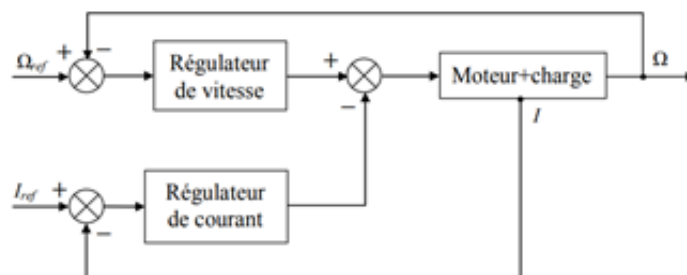 Ω
Ωref
+
−
Régulateur
de vitesse
+
−
Moteur+charge
I
Iref
+
−
Régulateur
de courant